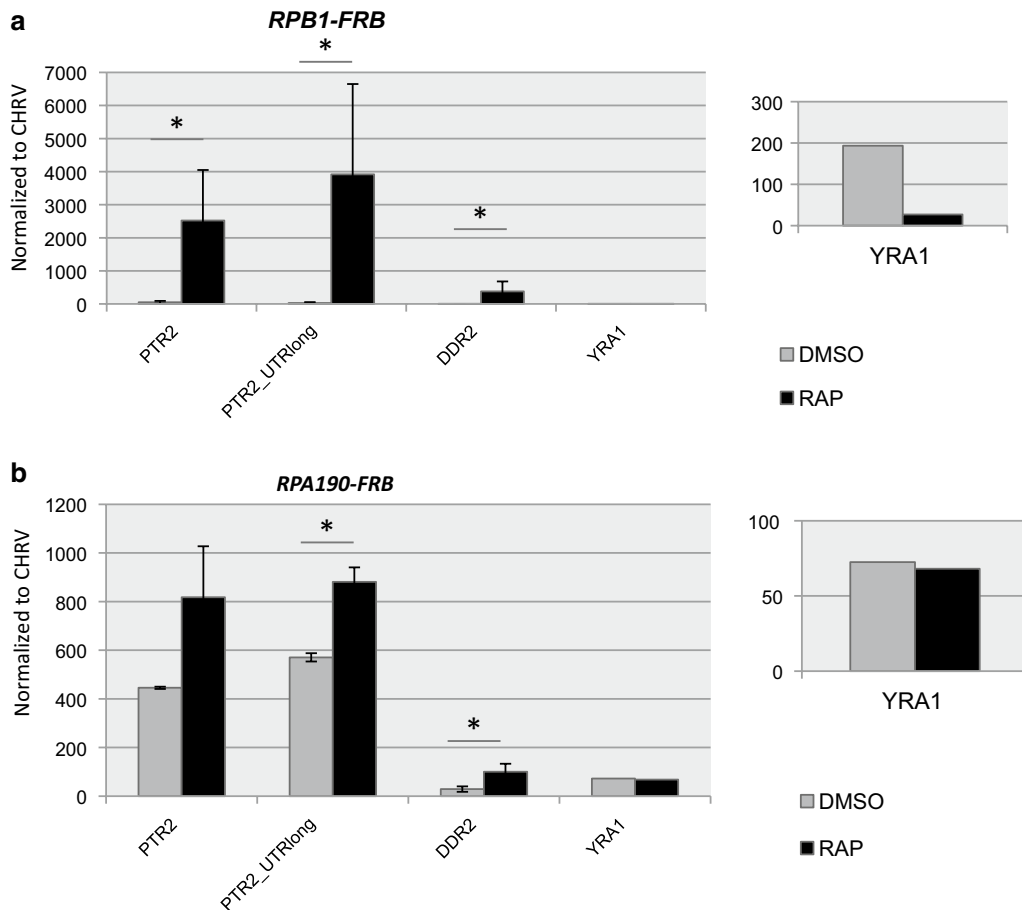 a
RPB1-FRB
Normalized to CHRV
7000
6000
5000
4000
3000
2000
1000
0
*
*
*
PTR2
PTR2_UTRlong
DDR2
YRA1
300
200
100
0
YRA1
DMSO
RAP
b
RPA190-FRB
Normalized to CHRV
1200
1000
800
600
400
200
0
*
*
PTR2
PTR2_UTRlong
DDR2
YRA1
100
50
0
YRA1
DMSO
RAP